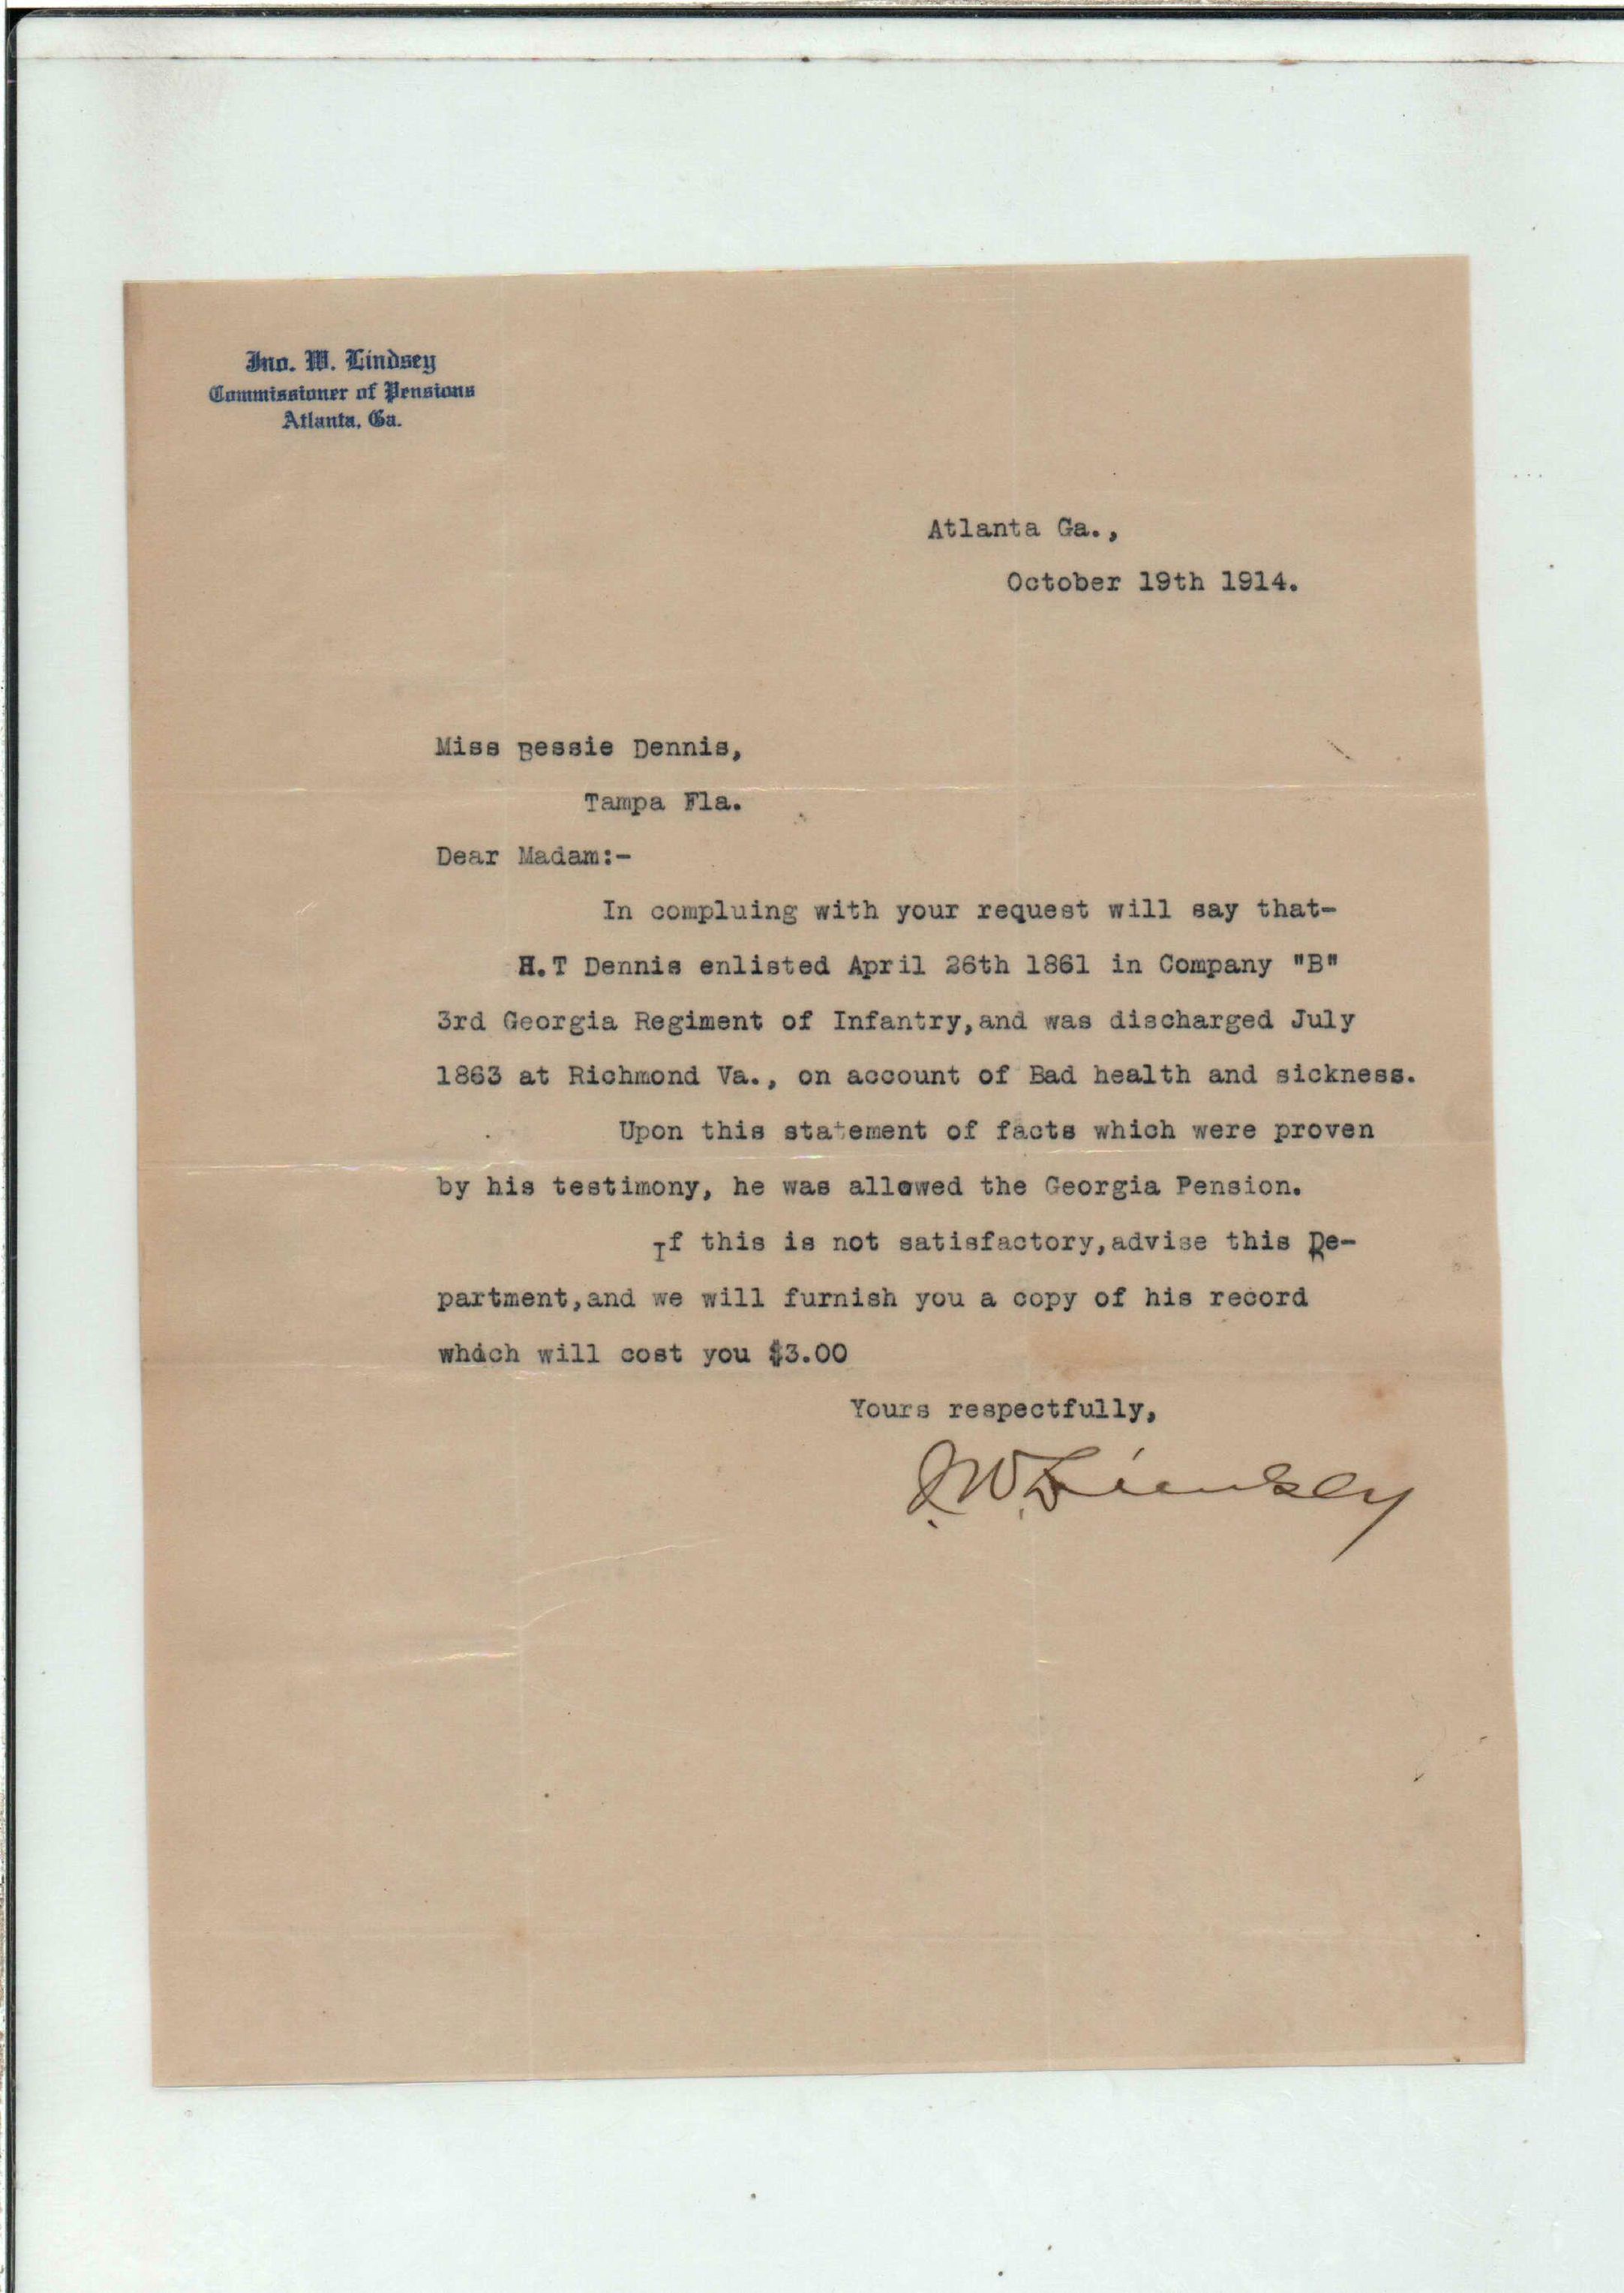 Jno. W. Lindsey
Commissioner of Pensions
Atlanta, Ga.
Atlanta Ga.,
October 19th 1914.
Miss Bessie Dennis,
Tampa Fla.
Dear Madam:-
In compluing with your request will say that-
H.T Dennis enlisted April 26th 1861 in Company "B"
3rd Georgia Regiment of Infantry,and was discharged July
1863 at Richmond Va., on account of Bad health and sickness.
Upon this statement of facts which were proven
by his testimony, he was allowed the Georgia Pension.
If this is not satisfactory,advise this De-
partment,and we will furnish you a copy of his record
which will cost you $3.00
Yours respectfully,
J.W. Lindsey